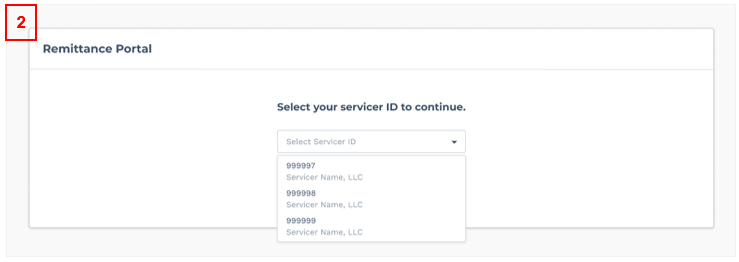 2
Remittance Portal
Select your servicer ID to continue.
Select Servicer ID
999997
Servicer Name, LLC
999998
Servicer Name, LLC
999999
Servicer Name, LLC